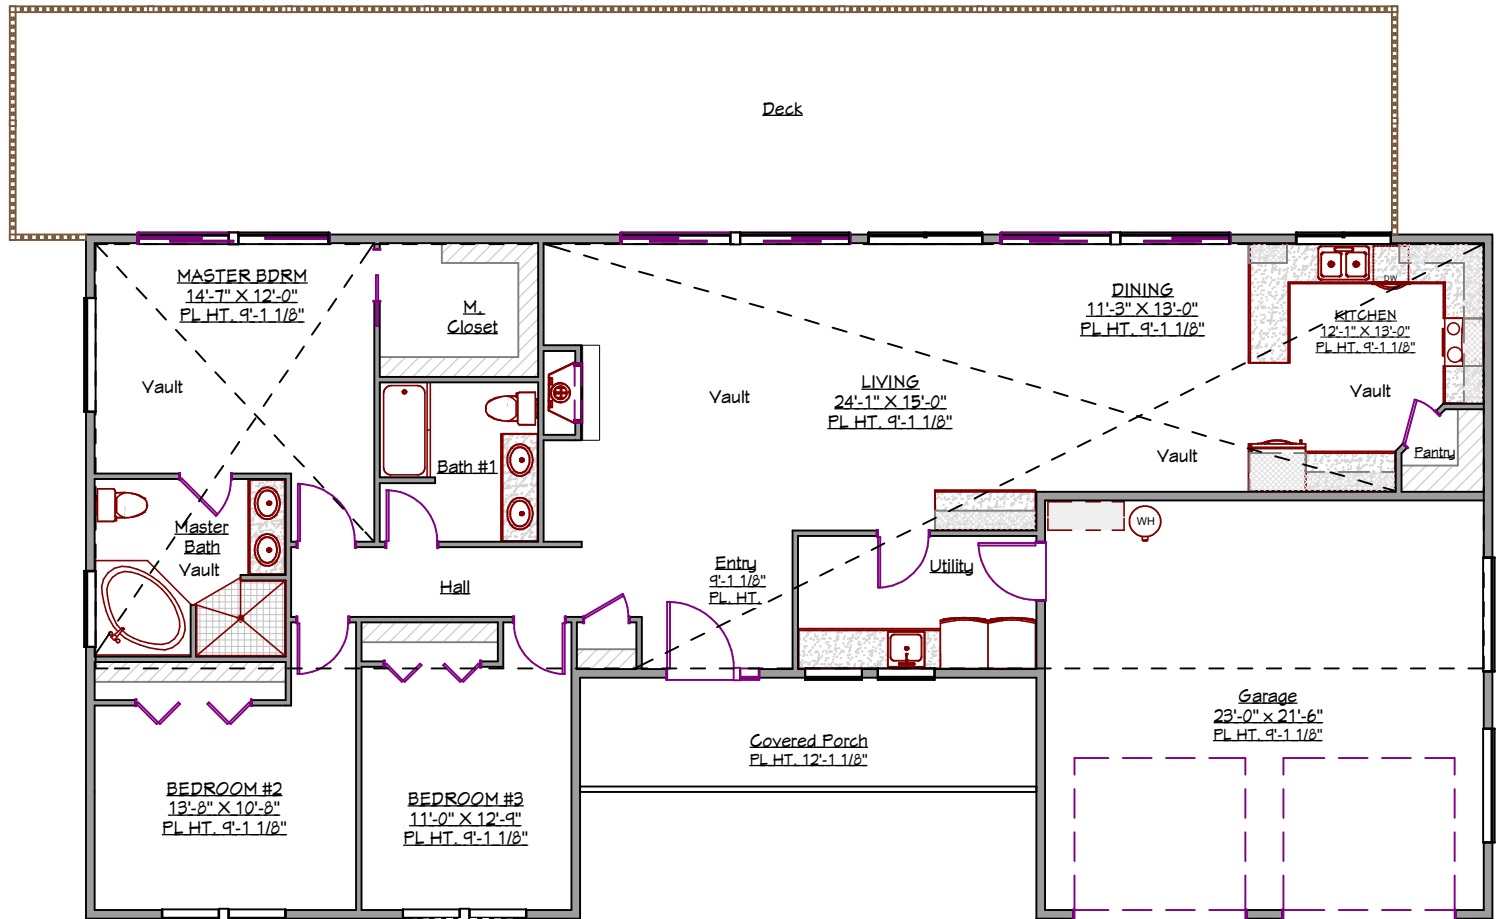 Deck
MASTER BDRM
14'-7" X 12'-0"
PL HT. 9'-1 1/8"
Vault
M.
Closet
Bath #1
Master
Bath
Vault
Hall
Vault
LIVING
24'-1" X 15'-0"
PL HT. 9'-1 1/8"
DINING
11'-3" X 13'-0"
PL HT. 9'-1 1/8"
DW
KITCHEN
12'-1" X 13'-0"
PL HT. 9'-1 1/8"
Vault
Vault
Pantry
Entry
9'-1 1/8"
PL. HT.
Utility
WH
Garage
23'-0" x 21'-6"
PL HT. 9'-1 1/8"
Covered Porch
PL HT. 12'-1 1/8"
BEDROOM #2
13'-8" X 10'-8"
PL HT. 9'-1 1/8"
BEDROOM #3
11'-0" X 12'-9"
PL HT. 9'-1 1/8"